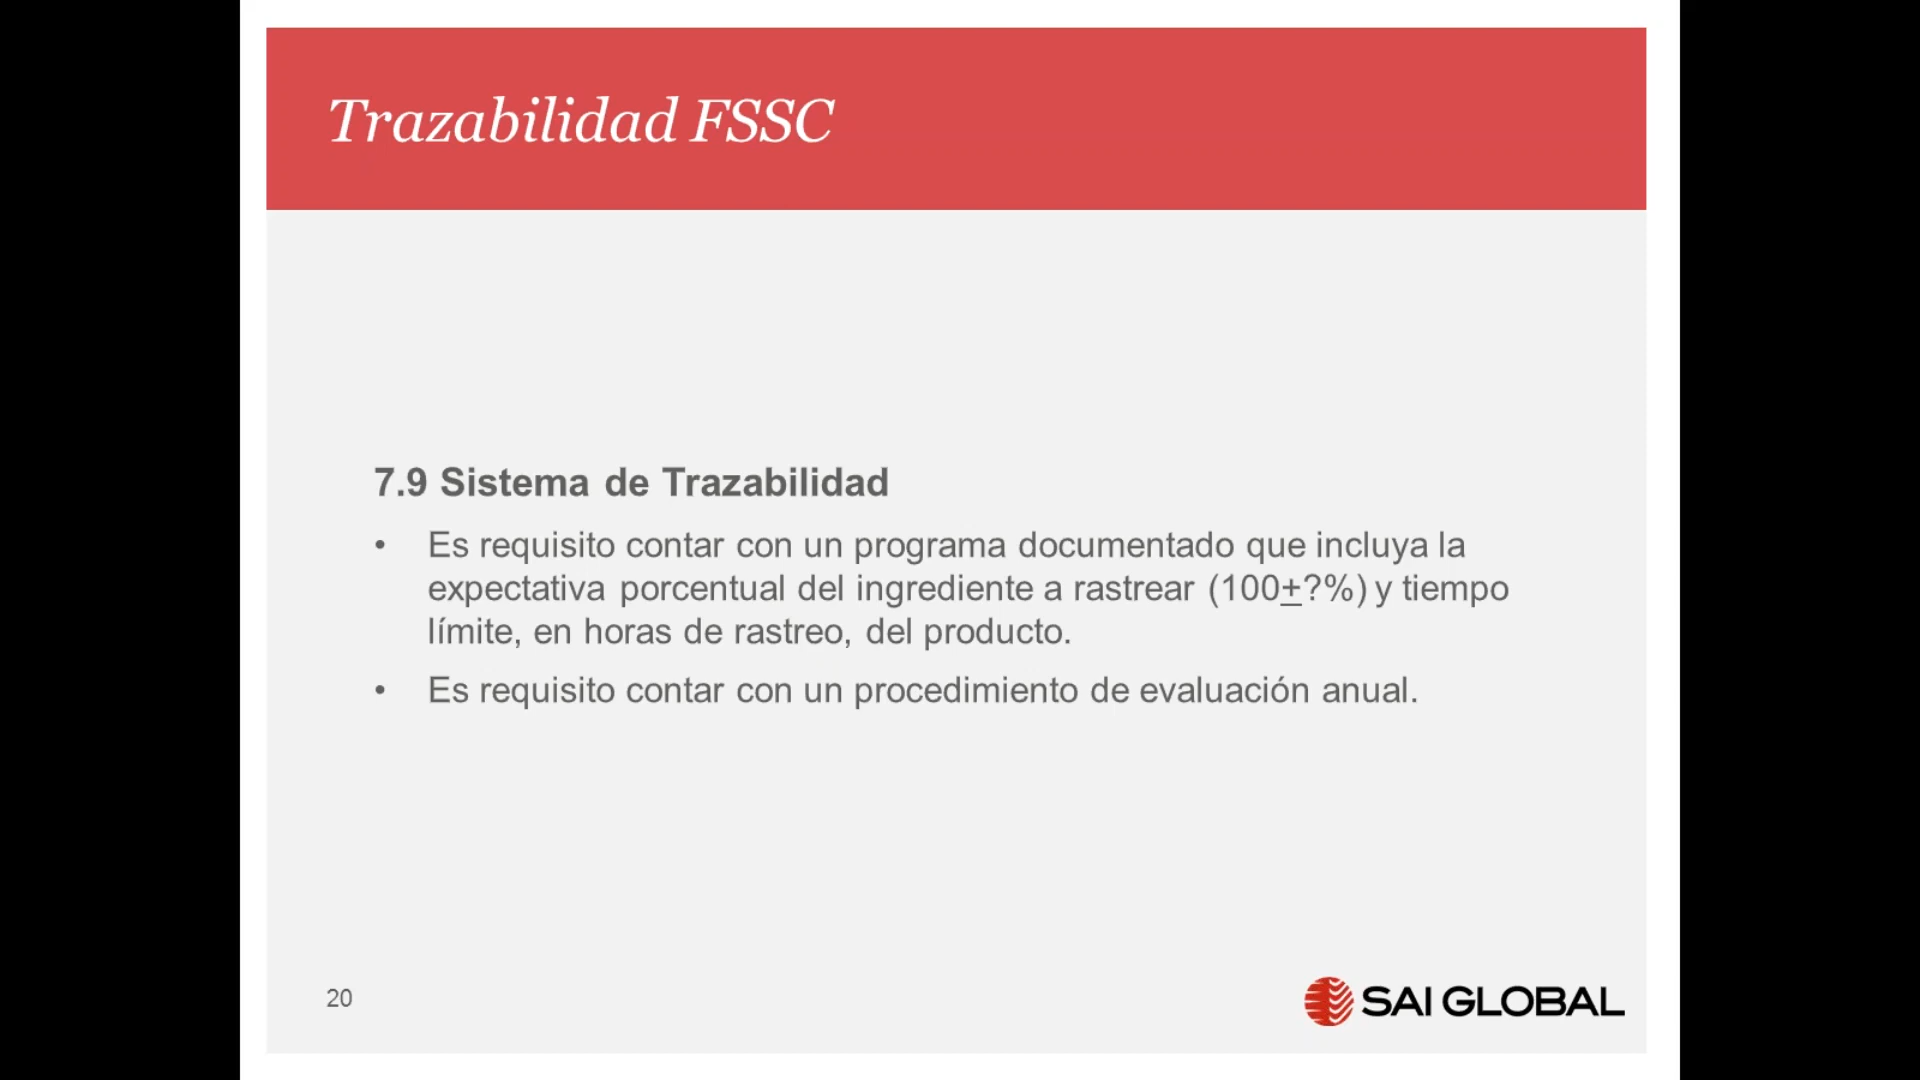 Trazabilidad FSSC
7.9 Sistema de Trazabilidad
• Es requisito contar con un programa documentado que incluya la
expectativa porcentual del ingrediente a rastrear (100+?%) y tiempo
límite, en horas de rastreo, del producto.
• Es requisito contar con un procedimiento de evaluación anual.
20
SAI GLOBAL